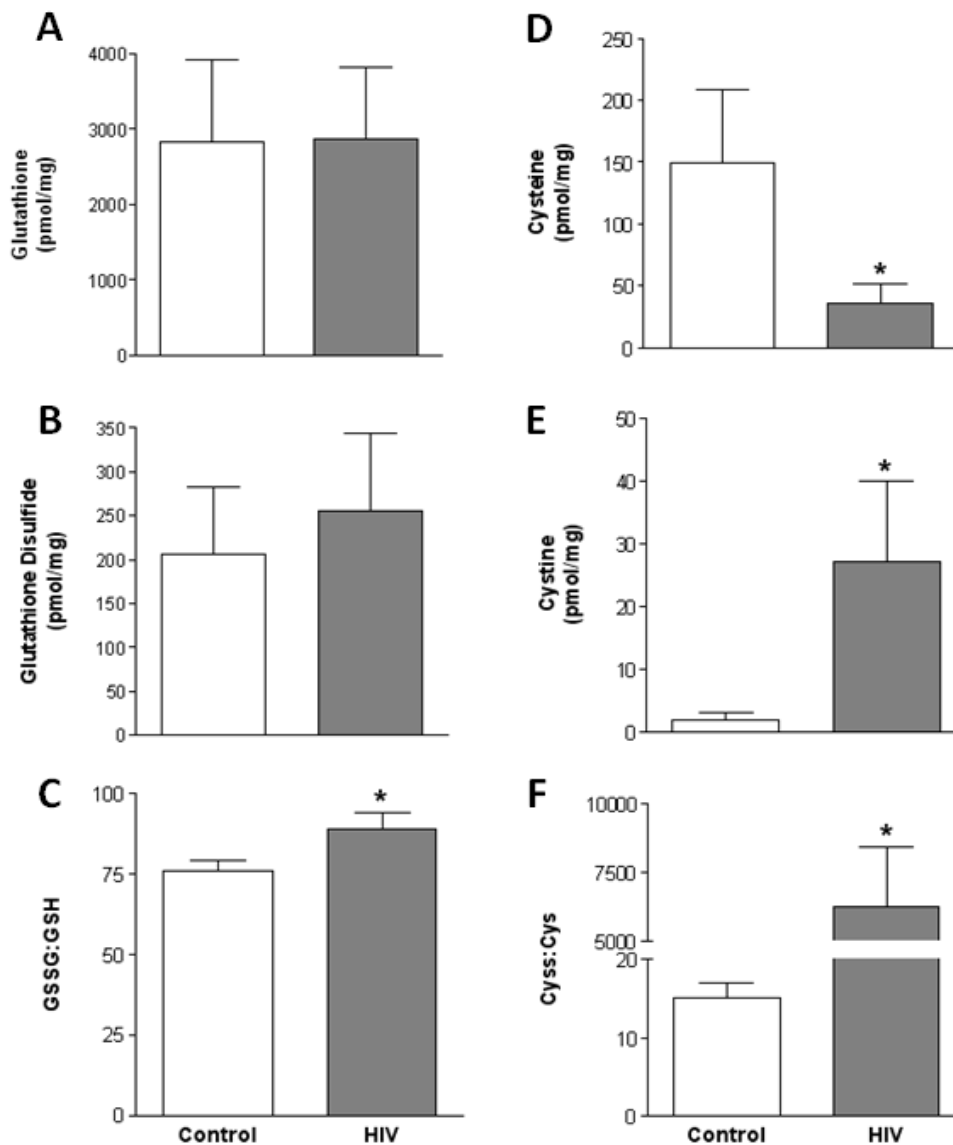 A
Glutathione
(pmol/mg)
4000
3000
2000
1000
0
D
Cysteine
(pmol/mg)
250
200
150
100
50
0
*
B
Glutathione Disulfide
(pmol/mg)
350
300
250
200
150
100
50
0
E
Cystine
(pmol/mg)
50
40
30
20
10
0
*
C
GSSG:GSH
100
75
50
25
0
*
Control HIV
F
Cyss:Cys
10000
7500
5000
20
10
0
*
Control HIV